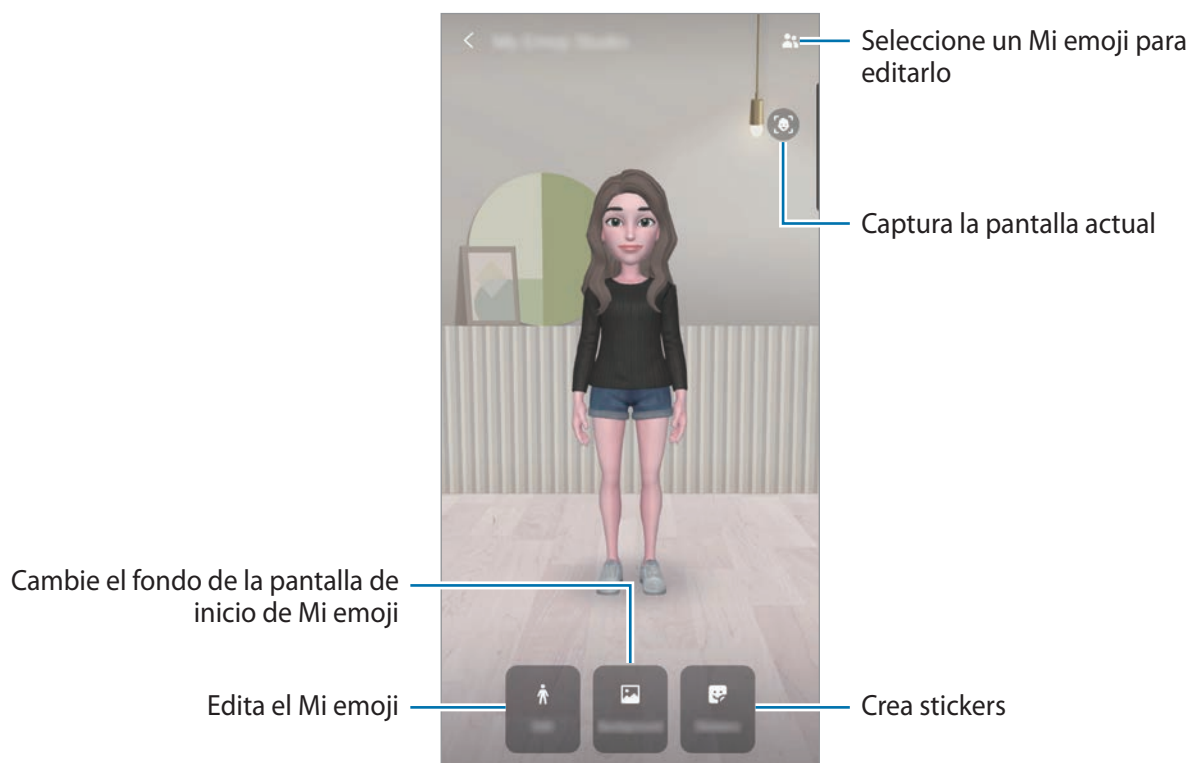 Seleccione un Mi emoji para
editarlo
Captura la pantalla actual
Cambie el fondo de la pantalla de
inicio de Mi emoji
Edita el Mi emoji
Crea stickers